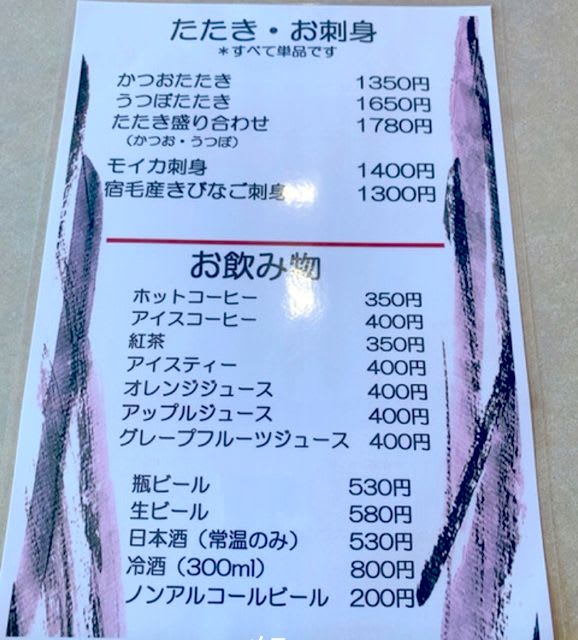 たたき・お刺身
＊すべて単品です
かつおたたき 1350円
うつぼたたき 1650円
たたき盛り合わせ 1780円
（かつお・うつぼ）
モイカ刺身 1400円
宿毛産きびなご刺身 1300円
お飲み物
ホットコーヒー 350円
アイスコーヒー 400円
紅茶 350円
アイスティー 400円
オレンジジュース 400円
アップルジュース 400円
グレープフルーツジュース 400円
瓶ビール 530円
生ビール 580円
日本酒（常温のみ） 530円
冷酒（300ml） 800円
ノンアルコールビール 200円